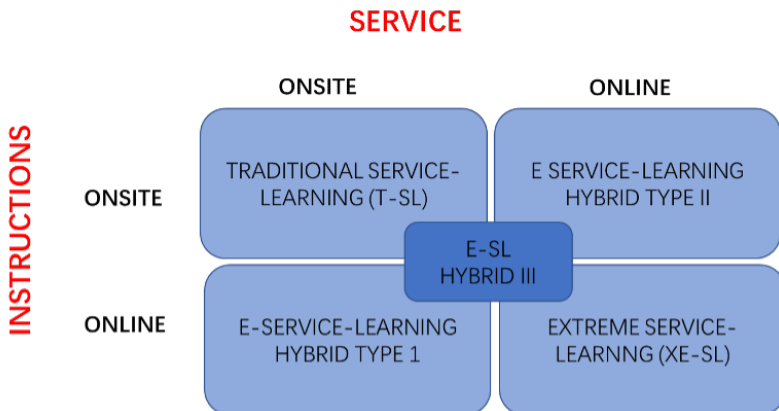 SERVICE
ONSITE
ONLINE
INSTRUCTIONS
ONSITE
TRADITIONAL SERVICE-
LEARNING (T-SL)
E SERVICE-LEARNING
HYBRID TYPE II
E-SL
HYBRID III
ONLINE
E-SERVICE-LEARNING
HYBRID TYPE 1
EXTREME SERVICE-
LEARNNG (XE-SL)